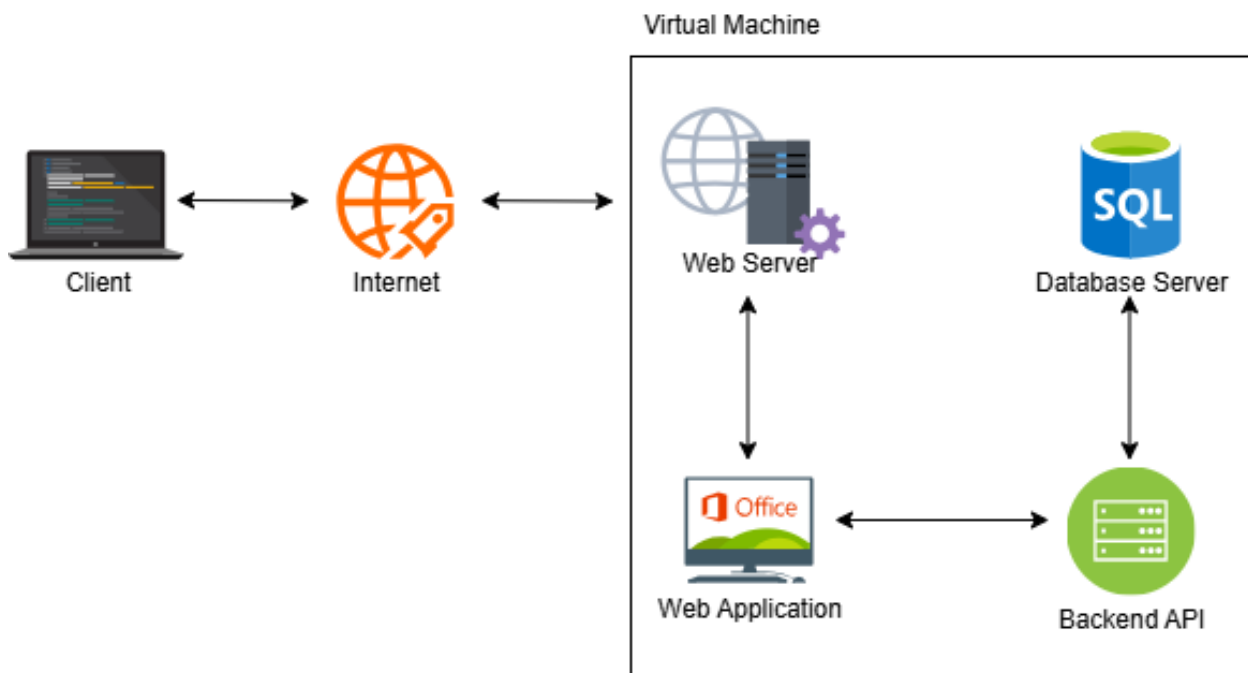 Virtual Machine
Client
Internet
Web Server
SQL
Database Server
Office
Web Application
Backend API